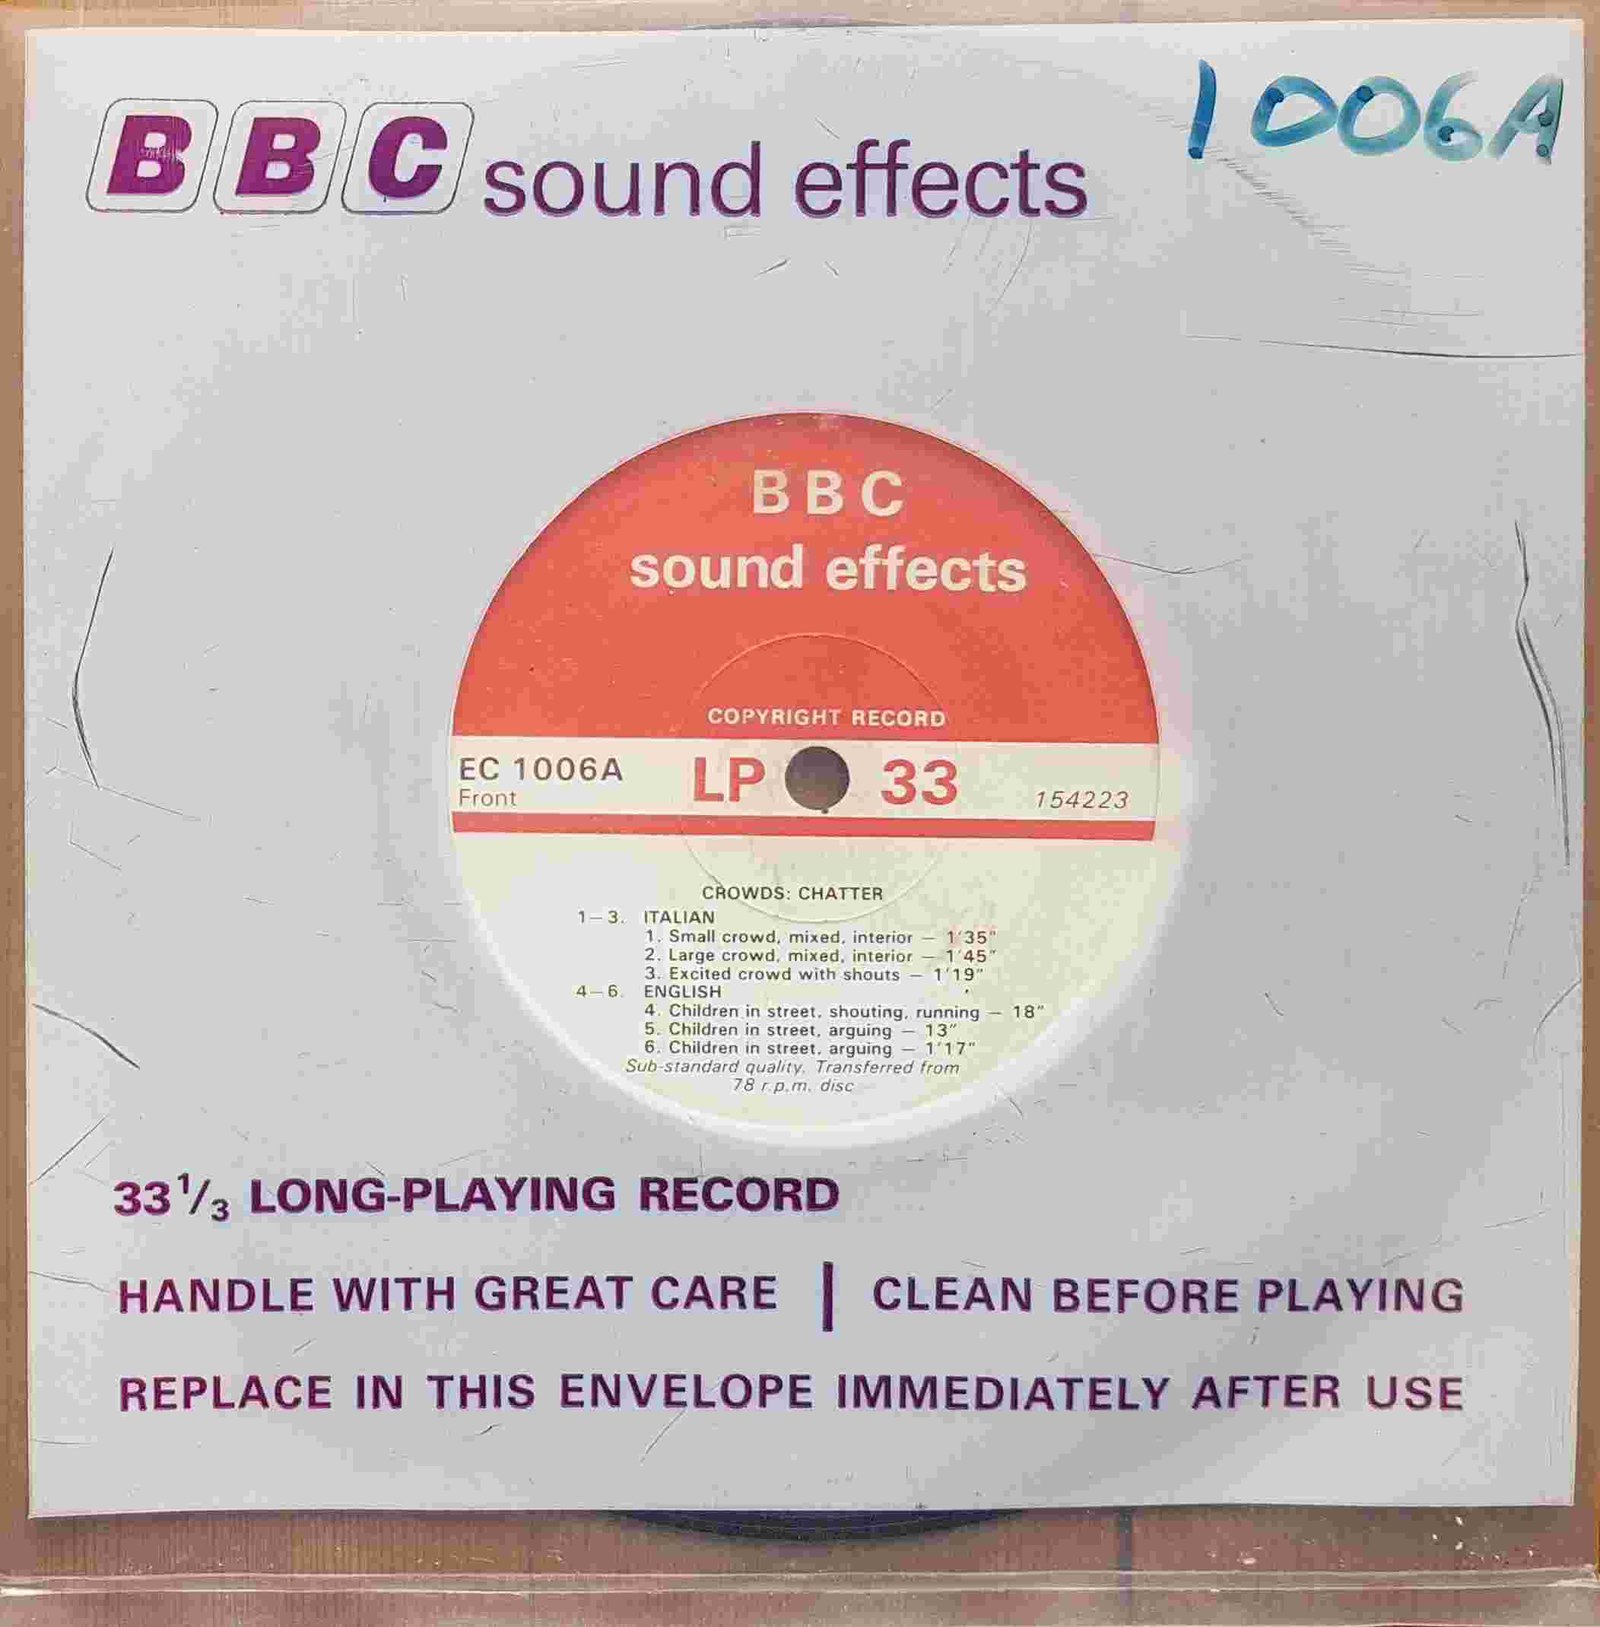 1006A
BBC sound effects
BBC
sound effects
COPYRIGHT RECORD
EC 1006A LP 33
Front 154223
CROWDS: CHATTER
1–3. ITALIAN
1. Small crowd, mixed, interior — 1'35"
2. Large crowd, mixed, interior — 1'45"
3. Excited crowd with shouts — 1'19"
4–6. ENGLISH
4. Children in street, shouting, running — 18"
5. Children in street, arguing — 13"
6. Children in street, arguing — 1'17"
Sub-standard quality. Transferred from
78 r.p.m. disc
33 1/3 LONG-PLAYING RECORD
HANDLE WITH GREAT CARE | CLEAN BEFORE PLAYING
REPLACE IN THIS ENVELOPE IMMEDIATELY AFTER USE